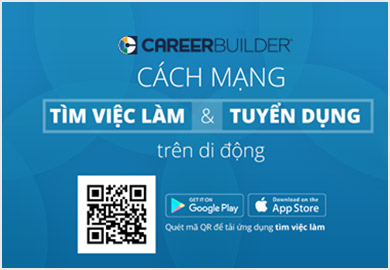 CAREERBUILDER
CÁCH MẠNG
TÌM VIỆC LÀM & TUYỂN DỤNG
trên di động
GET IT ON
Google Play
Download on the
App Store
Quét mã QR để tải ứng dụng tìm việc làm